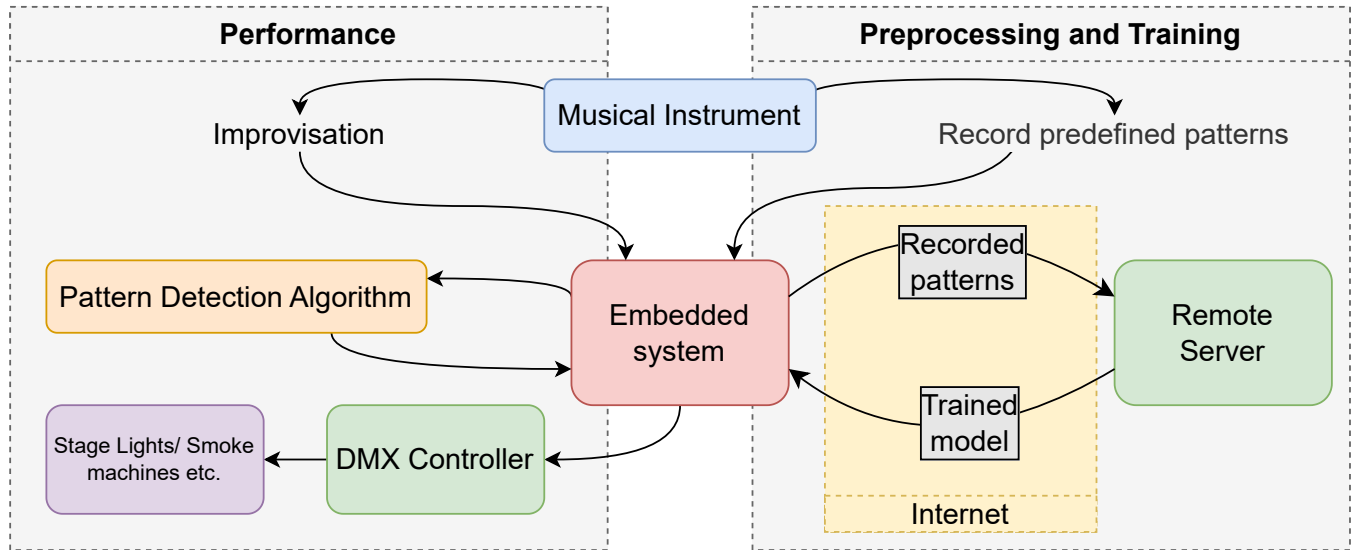 Performance
Preprocessing and Training
Musical Instrument
Improvisation
Record predefined patterns
Recorded
patterns
Pattern Detection Algorithm
Embedded
system
Remote
Server
Trained
model
Stage Lights/ Smoke
machines etc.
DMX Controller
Internet